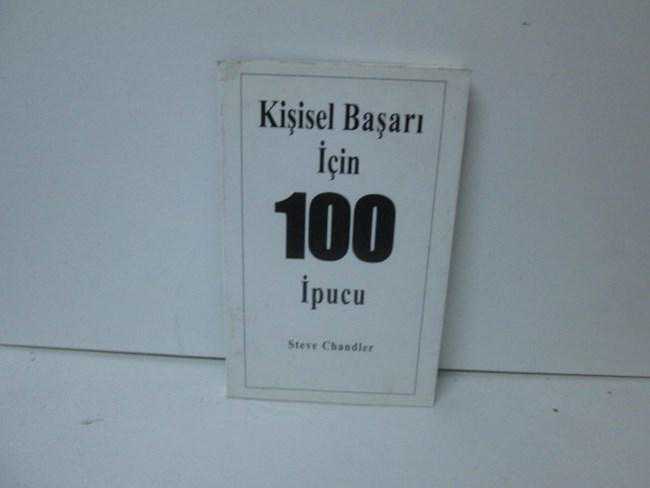 Kişisel Başarı
İçin
100
İpucu
Steve Chandler